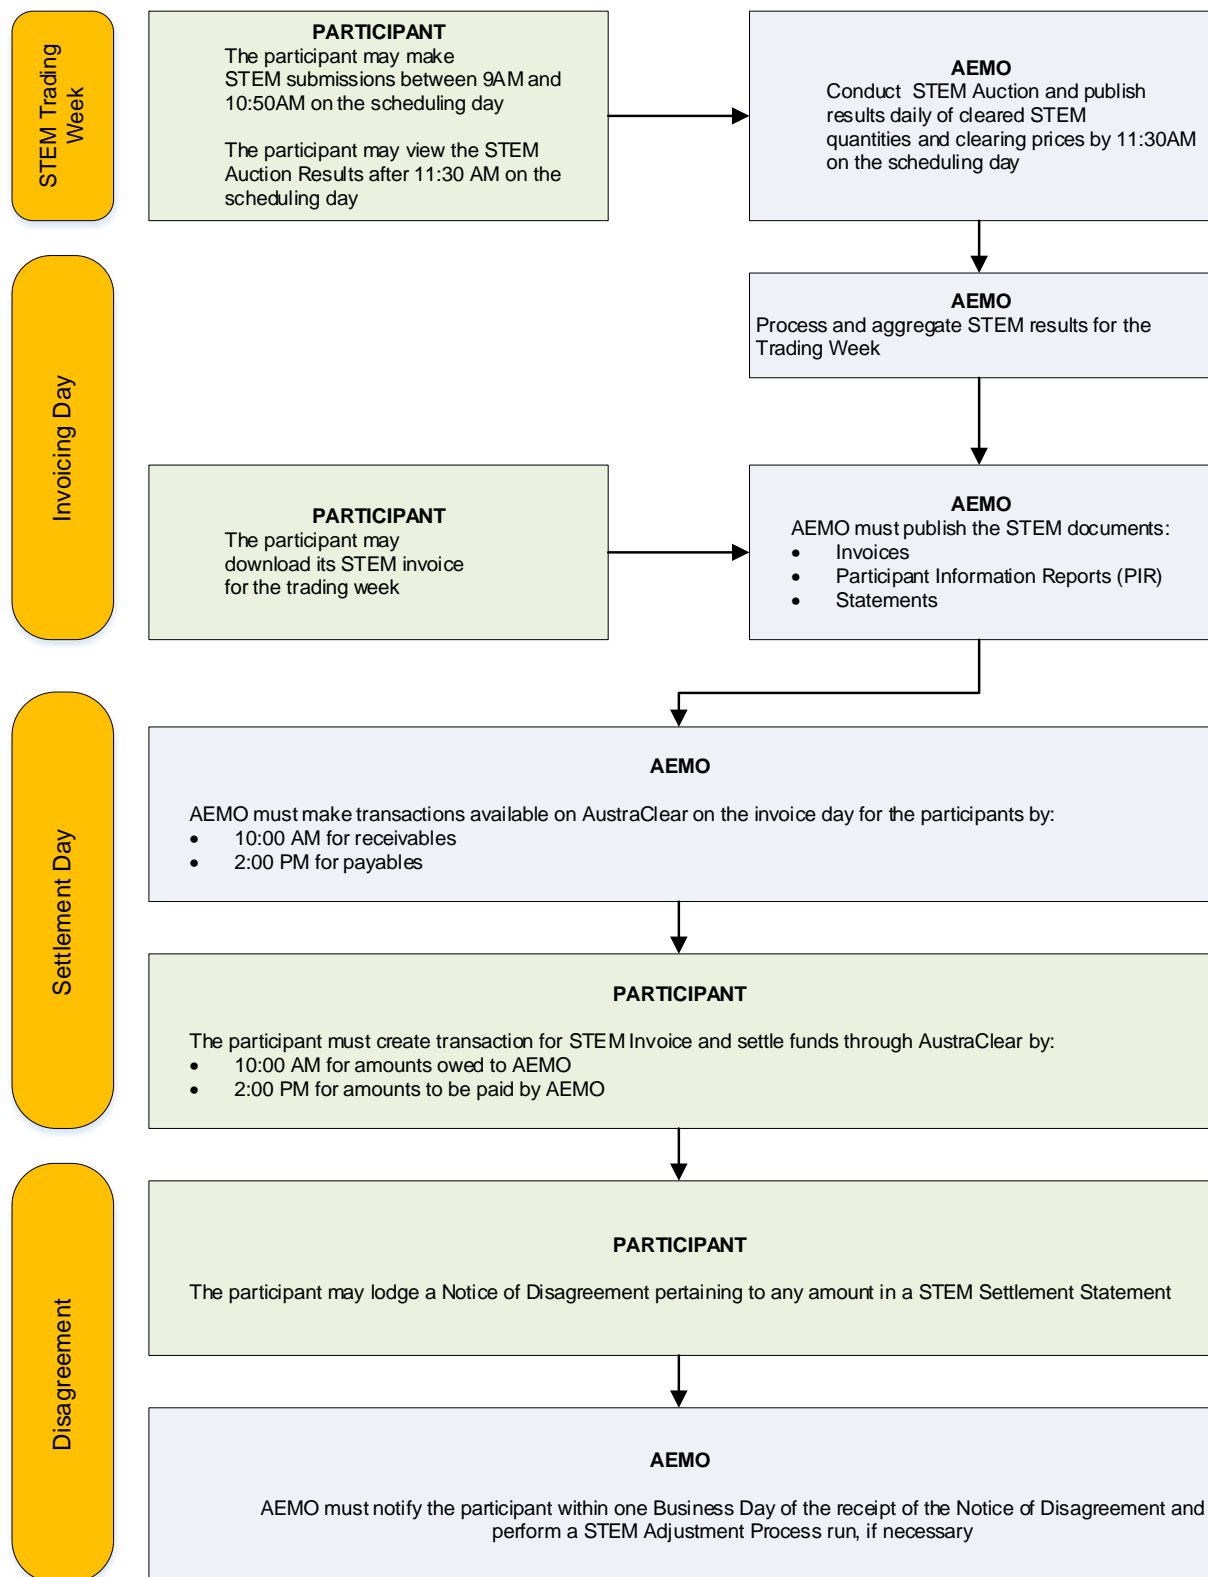 STEM Trading
Week
PARTICIPANT
The participant may make
STEM submissions between 9AM and
10:50AM on the scheduling day
The participant may view the STEM
Auction Results after 11:30 AM on the
scheduling day
AEMO
Conduct STEM Auction and publish
results daily of cleared STEM
quantities and clearing prices by 11:30AM
on the scheduling day
Invoicing Day
AEMO
Process and aggregate STEM results for the
Trading Week
PARTICIPANT
The participant may
download its STEM invoice
for the trading week
AEMO
AEMO must publish the STEM documents:
• Invoices
• Participant Information Reports (PIR)
• Statements
Settlement Day
AEMO
AEMO must make transactions available on AustraClear on the invoice day for the participants by:
• 10:00 AM for receivables
• 2:00 PM for payables
PARTICIPANT
The participant must create transaction for STEM Invoice and settle funds through AustraClear by:
• 10:00 AM for amounts owed to AEMO
• 2:00 PM for amounts to be paid by AEMO
Disagreement
PARTICIPANT
The participant may lodge a Notice of Disagreement pertaining to any amount in a STEM Settlement Statement
AEMO
AEMO must notify the participant within one Business Day of the receipt of the Notice of Disagreement and
perform a STEM Adjustment Process run, if necessary